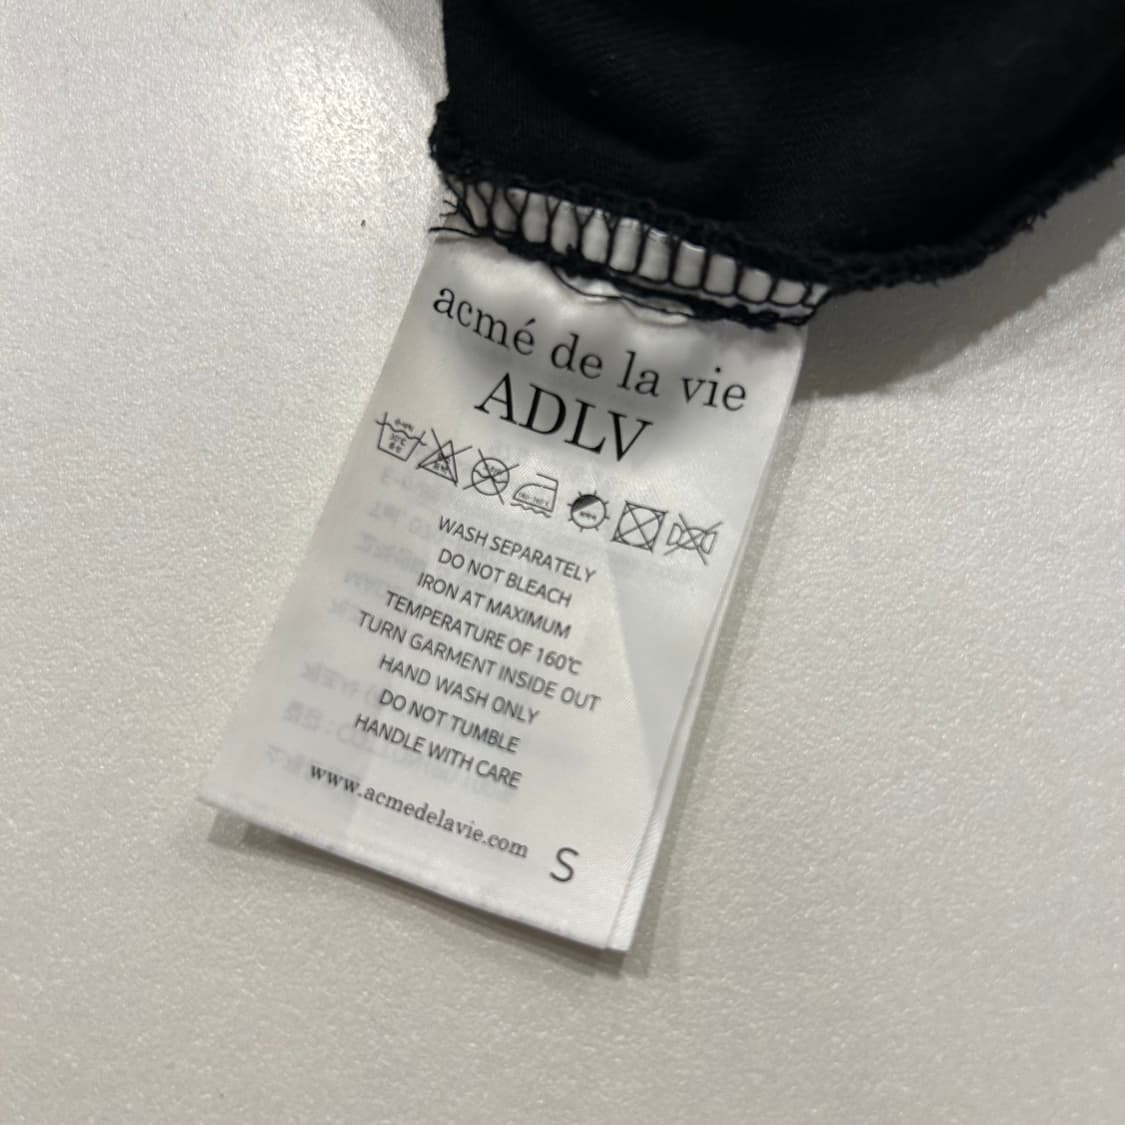 acmé de la vie
ADLV
WASH SEPARATELY
DO NOT BLEACH
IRON AT MAXIMUM
TEMPERATURE OF 160℃
TURN GARMENT INSIDE OUT
HAND WASH ONLY
DO NOT TUMBLE
HANDLE WITH CARE
www.acmedelavie.com
S